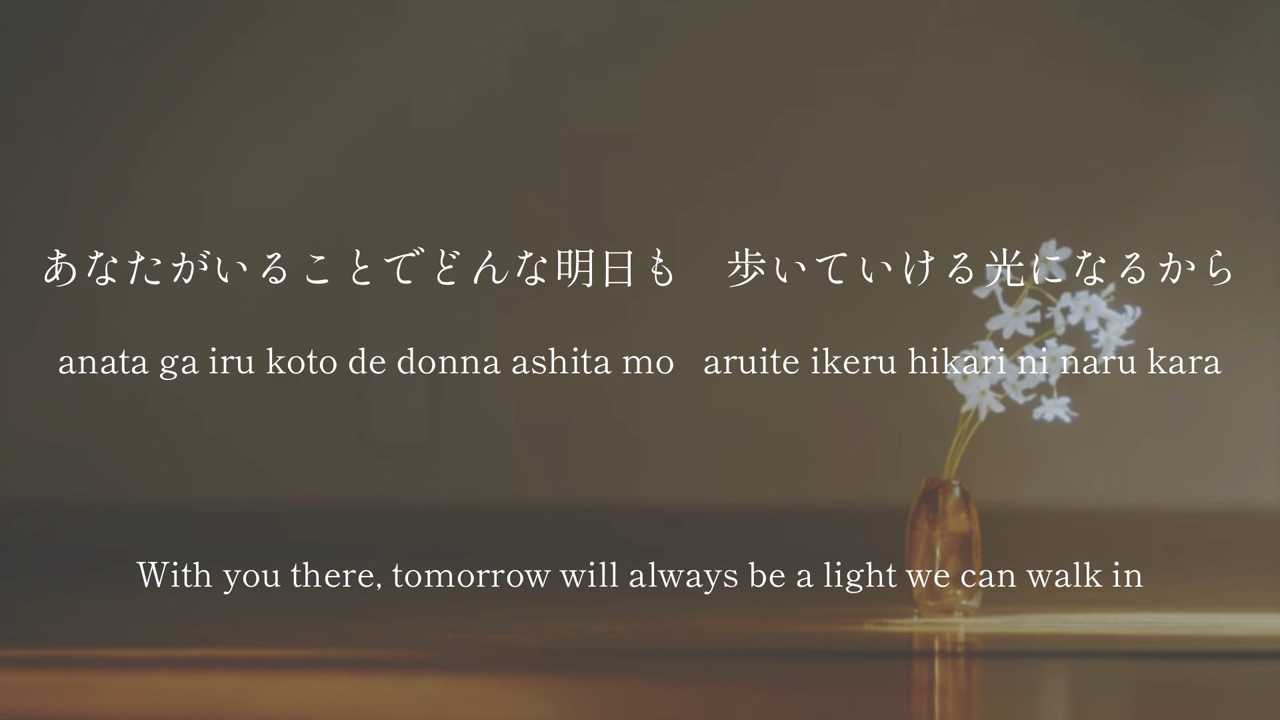 あなたがいることでどんな明日も　歩いていける光になるから
anata ga iru koto de donna ashita mo   aruite ikeru hikari ni naru kara
With you there, tomorrow will always be a light we can walk in